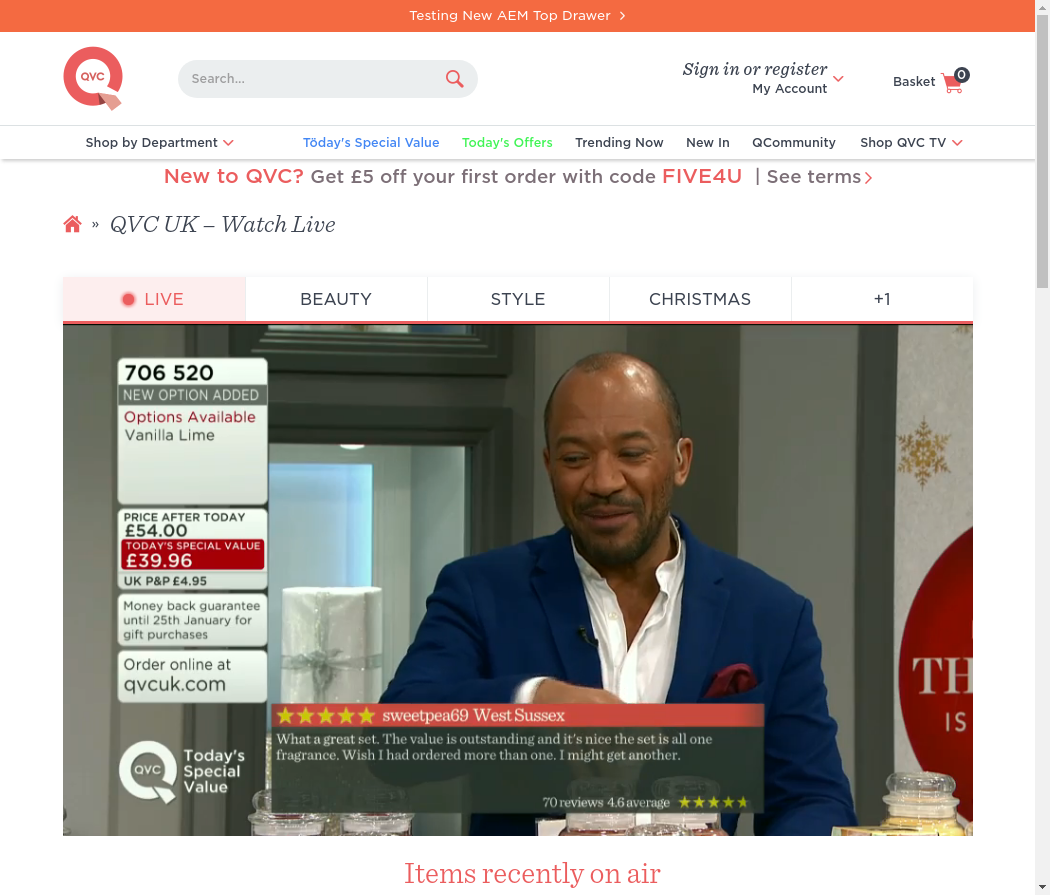 Testing New AEM Top Drawer
QVC
Search...
Sign in or register
My Account
Basket
0
Shop by Department
Töday's Special Value
Today's Offers
Trending Now
New In
QCommunity
Shop QVC TV
New to QVC? Get £5 off your first order with code FIVE4U | See terms
» QVC UK – Watch Live
LIVE
BEAUTY
STYLE
CHRISTMAS
+1
706 520
NEW OPTION ADDED
Options Available
Vanilla Lime
PRICE AFTER TODAY
£54.00
TODAY'S SPECIAL VALUE
£39.96
UK P&P £4.95
Money back guarantee
until 25th January for
gift purchases
Order online at
qvcuk.com
QVC
Today's
Special
Value
TH
IS
sweetpea69 West Sussex
What a great set. The value is outstanding and it's nice the set is all one
fragrance. Wish I had ordered more than one. I might get another.
70 reviews 4.6 average
Items recently on air